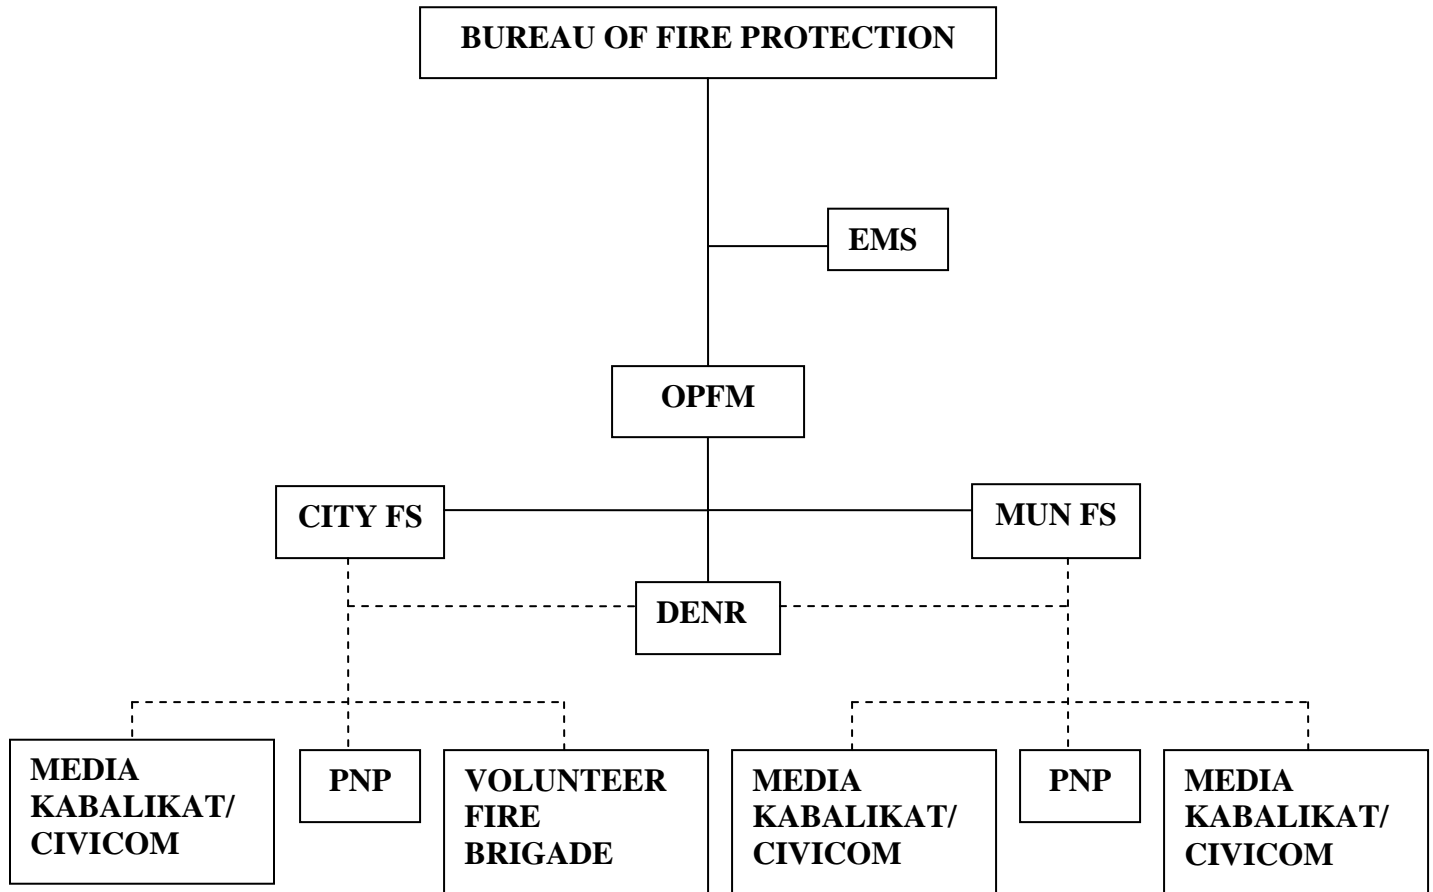 BUREAU OF FIRE PROTECTION
EMS
OPFM
CITY FS
MUN FS
DENR
MEDIA
KABALIKAT/
CIVICOM
PNP
VOLUNTEER
FIRE
BRIGADE
MEDIA
KABALIKAT/
CIVICOM
PNP
MEDIA
KABALIKAT/
CIVICOM